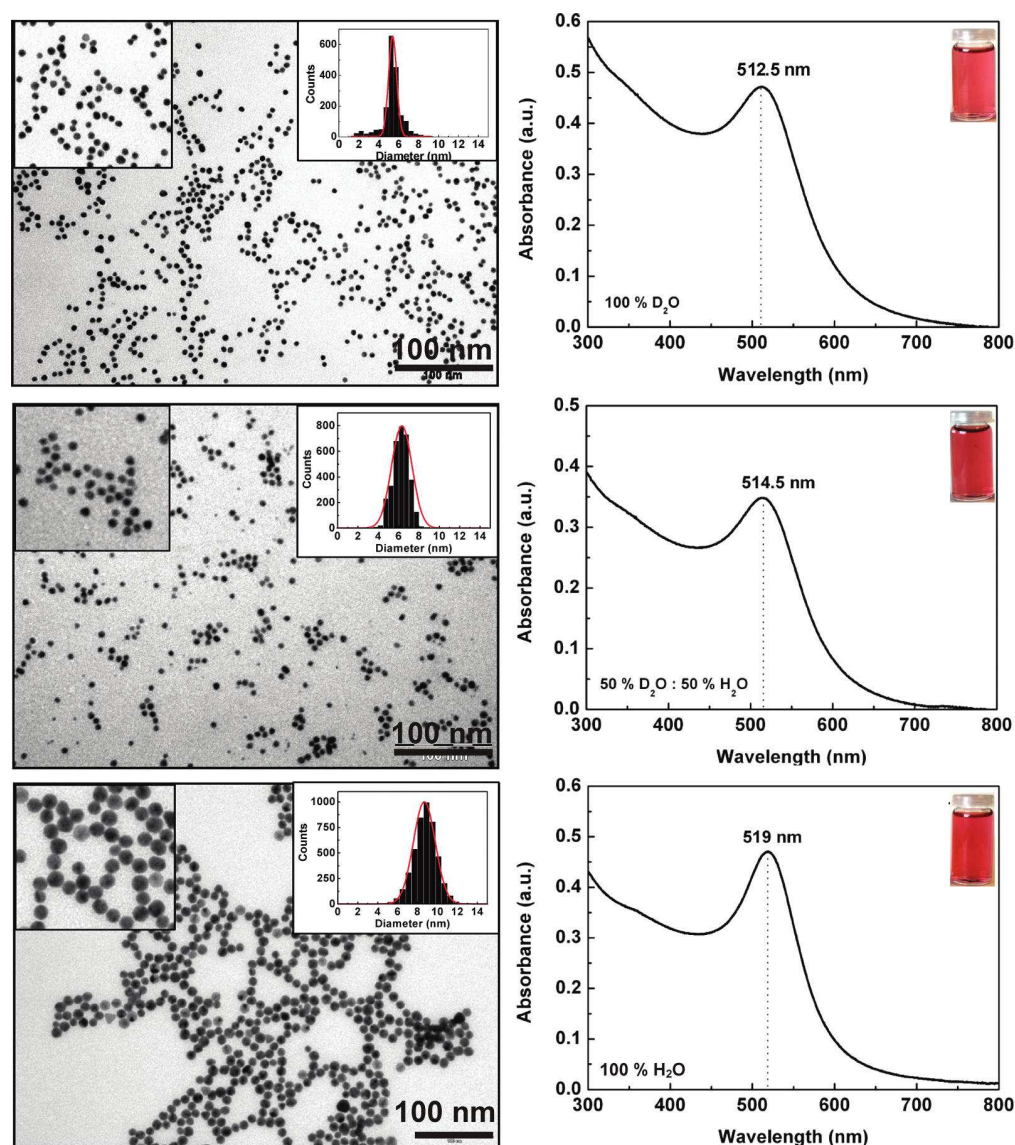 600
400
200
0
Counts
2 4 6 8 10 12 14
Diameter (nm)
100 nm
100 nm
0.6
0.5
0.4
0.3
0.2
0.1
0.0
Absorbance (a.u.)
512.5 nm
100 % D₂O
300 400 500 600 700 800
Wavelength (nm)
800
600
400
200
0
Counts
0 2 4 6 8 10 12 14
Diameter (nm)
100 nm
100 nm
0.5
0.4
0.3
0.2
0.1
0.0
Absorbance (a.u.)
514.5 nm
50 % D₂O : 50 % H₂O
300 400 500 600 700 800
Wavelength (nm)
1000
750
500
250
0
Counts
0 2 4 6 8 10 12 14
Diameter (nm)
100 nm
0.6
0.5
0.4
0.3
0.2
0.1
0.0
Absorbance (a.u.)
519 nm
100 % H₂O
300 400 500 600 700 800
Wavelength (nm)